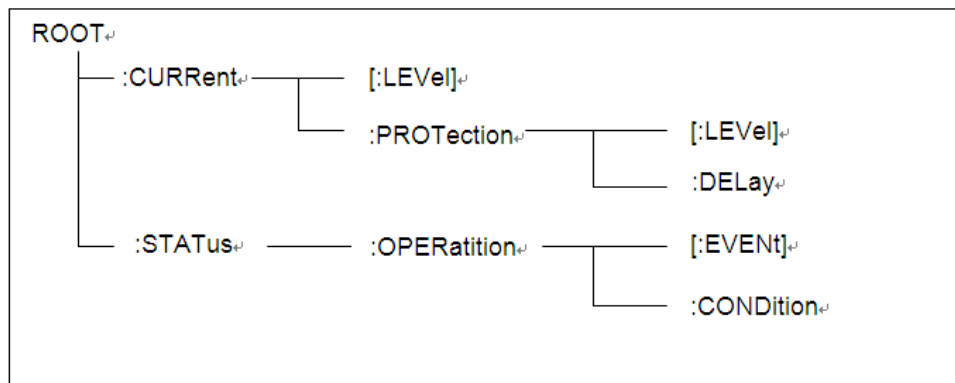 ROOT↵
:CURRent↵ [:LEVel]↵
:PROTection↵ [:LEVel]↵
:DELay↵
:STATus↵ :OPERatition↵ [:EVENt]↵
:CONDition↵